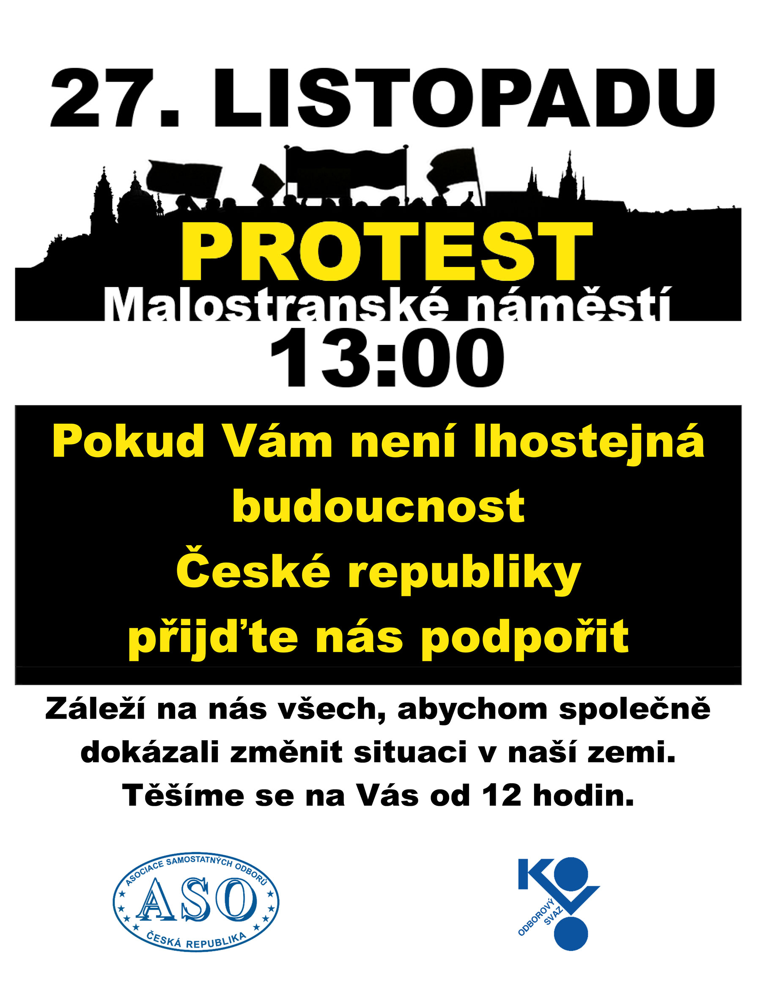 27. LISTOPADU
PROTEST
Malostranské náměstí
13:00
Pokud Vám není lhostejná
budoucnost
České republiky
přijďte nás podpořit
Záleží na nás všech, abychom společně
dokázali změnit situaci v naší zemi.
Těšíme se na Vás od 12 hodin.
ASOCIACE SAMOSTATNÝCH ODBORŮ
ASO
ČESKÁ REPUBLIKA
KOVO
ODBOROVÝ
SVAZ